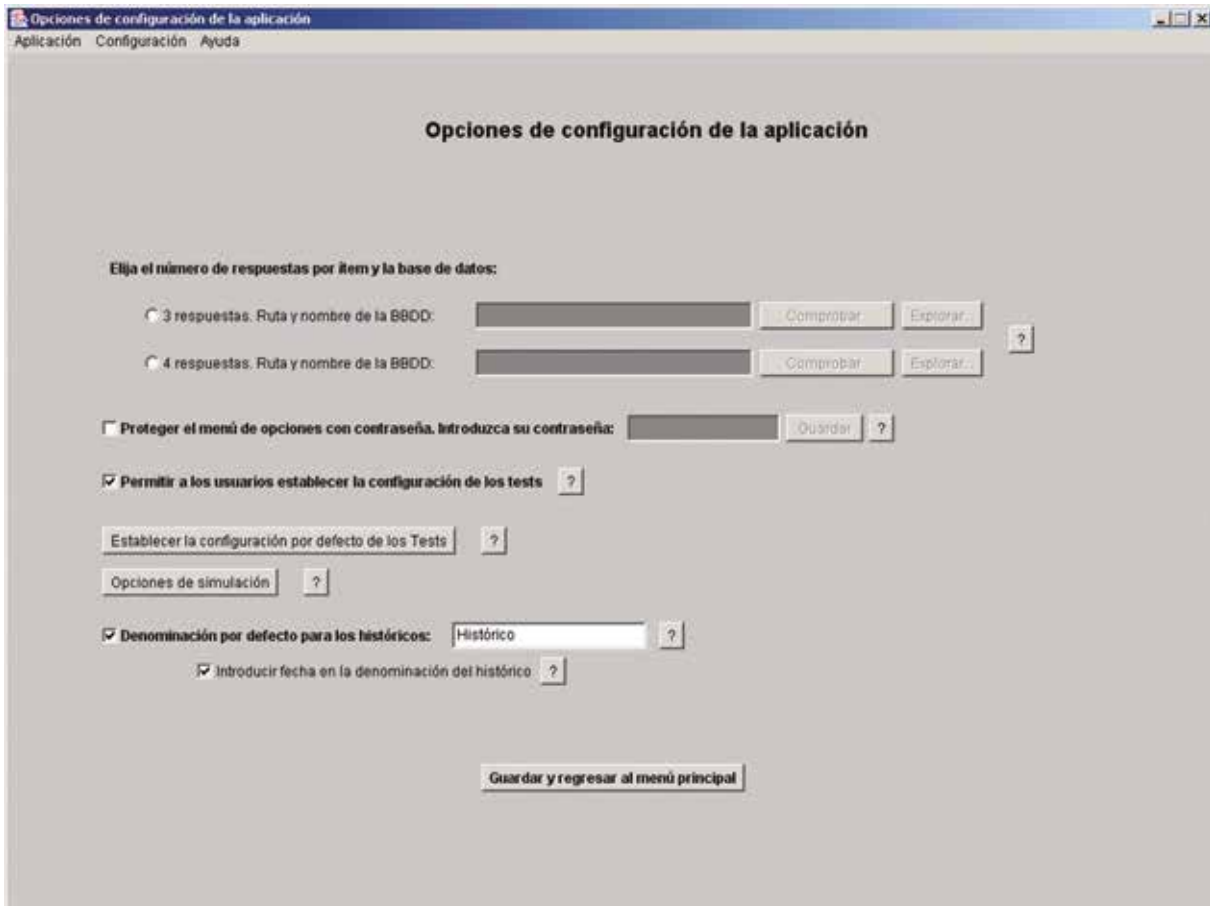 Opciones de configuración de la aplicación
Aplicación Configuración Ayuda
Opciones de configuración de la aplicación
Elija el número de respuestas por ítem y la base de datos:
3 respuestas. Ruta y nombre de la BBDD: Comprobar Explorar...
?
4 respuestas. Ruta y nombre de la BBDD: Comprobar Explorar...
Proteger el menú de opciones con contraseña. Introduzca su contraseña: Guardar ?
Permitir a los usuarios establecer la configuración de los tests ?
Establecer la configuración por defecto de los Tests ?
Opciones de simulación ?
Denominación por defecto para los históricos: Histórico ?
Introducir fecha en la denominación del histórico ?
Guardar y regresar al menú principal